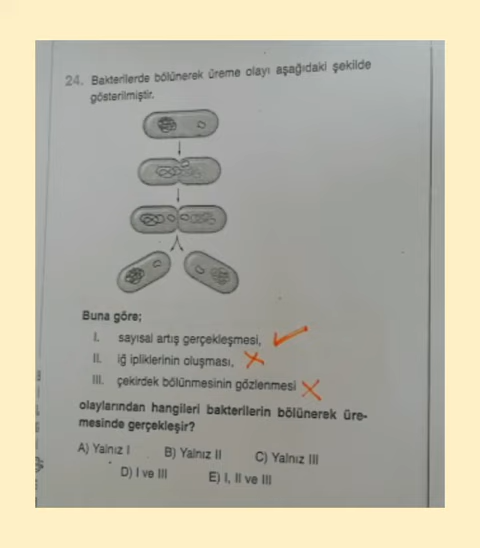 24. Bakterilerde bölünerek üreme olayı aşağıdaki şekilde
gösterilmiştir.
Buna göre;
I. sayısal artış gerçekleşmesi,
II. iğ ipliklerinin oluşması,
III. çekirdek bölünmesinin gözlenmesi
olaylarından hangileri bakterilerin bölünerek üre-
mesinde gerçekleşir?
A) Yalnız I B) Yalnız II C) Yalnız III
D) I ve III E) I, II ve III